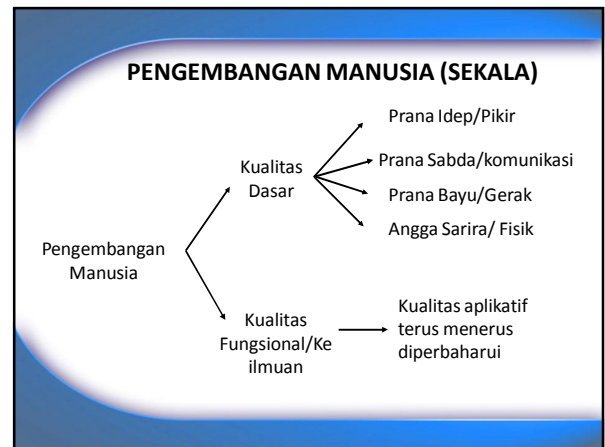 PENGEMBANGAN MANUSIA (SEKALA)
Pengembangan
Manusia
Kualitas
Dasar
Prana Idep/Pikir
Prana Sabda/komunikasi
Prana Bayu/Gerak
Angga Sarira/ Fisik
Kualitas
Fungsional/Ke
ilmuan
Kualitas aplikatif
terus menerus
diperbaharui